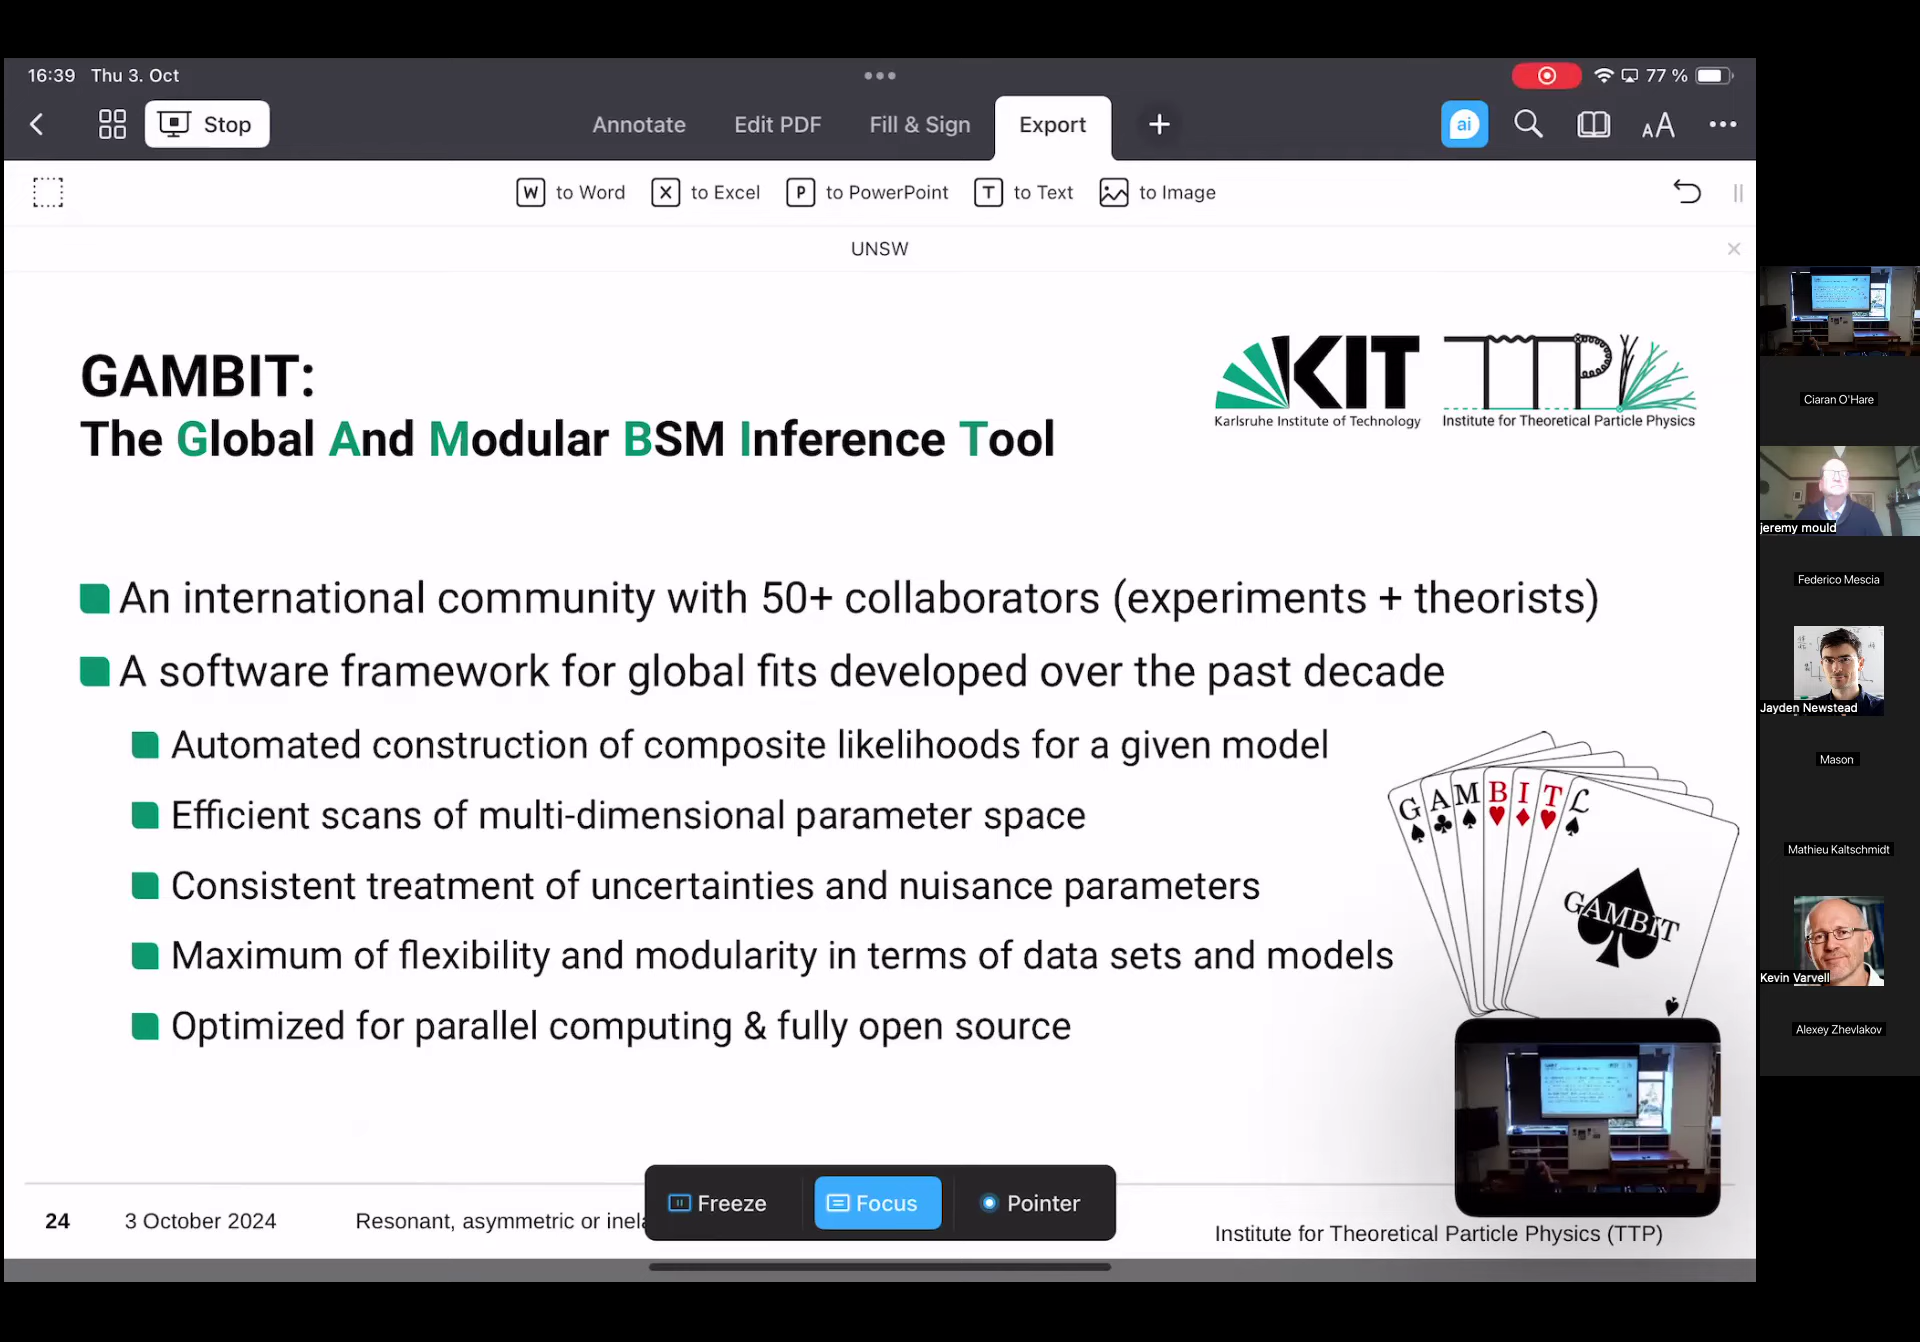 16:39 Thu 3. Oct
77 %
Stop
Annotate
Edit PDF
Fill & Sign
Export
ai
AA
W to Word
X to Excel
P to PowerPoint
T to Text
to Image
UNSW
GAMBIT:
The Global And Modular BSM Inference Tool
KIT
Karlsruhe Institute of Technology
TTP
Institute for Theoretical Particle Physics
An international community with 50+ collaborators (experiments + theorists)
A software framework for global fits developed over the past decade
Automated construction of composite likelihoods for a given model
Efficient scans of multi-dimensional parameter space
Consistent treatment of uncertainties and nuisance parameters
Maximum of flexibility and modularity in terms of data sets and models
Optimized for parallel computing & fully open source
G A M B I T ℒ
GAMBIT
24
3 October 2024
Resonant, asymmetric or inela
Freeze
Focus
Pointer
Institute for Theoretical Particle Physics (TTP)
Ciaran O'Hare
jeremy mould
Federico Mescia
Jayden Newstead
Mason
Mathieu Kaltschmidt
Kevin Varvell
Alexey Zhevlakov